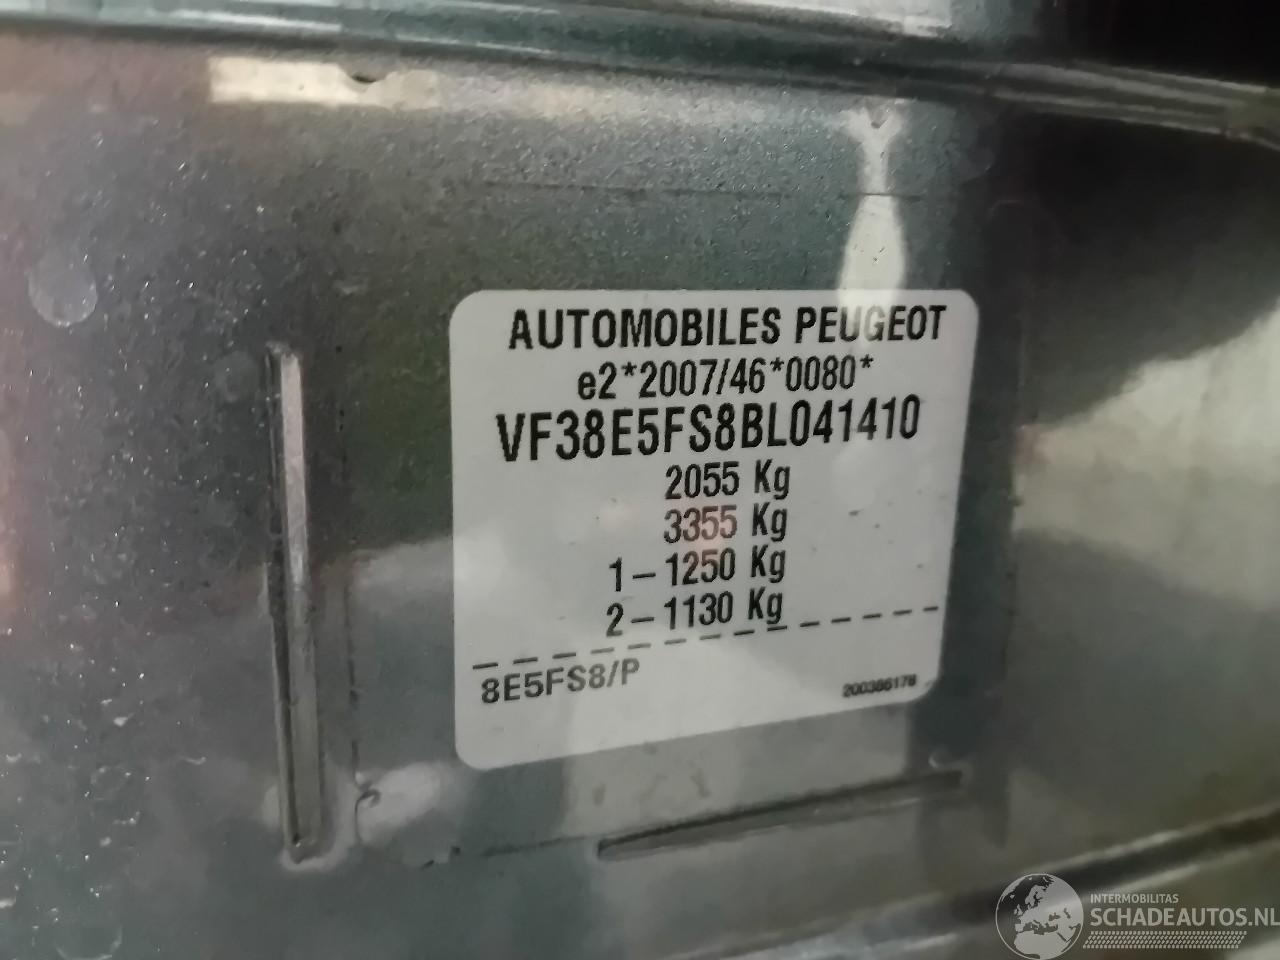 AUTOMOBILES PEUGEOT
e2*2007/46*0080*
VF38E5FS8BL041410
2055 Kg
3355 Kg
1–1250 Kg
2–1130 Kg
8E5FS8/P
200386178
INTERMOBILITAS
SCHADEAUTOS.NL